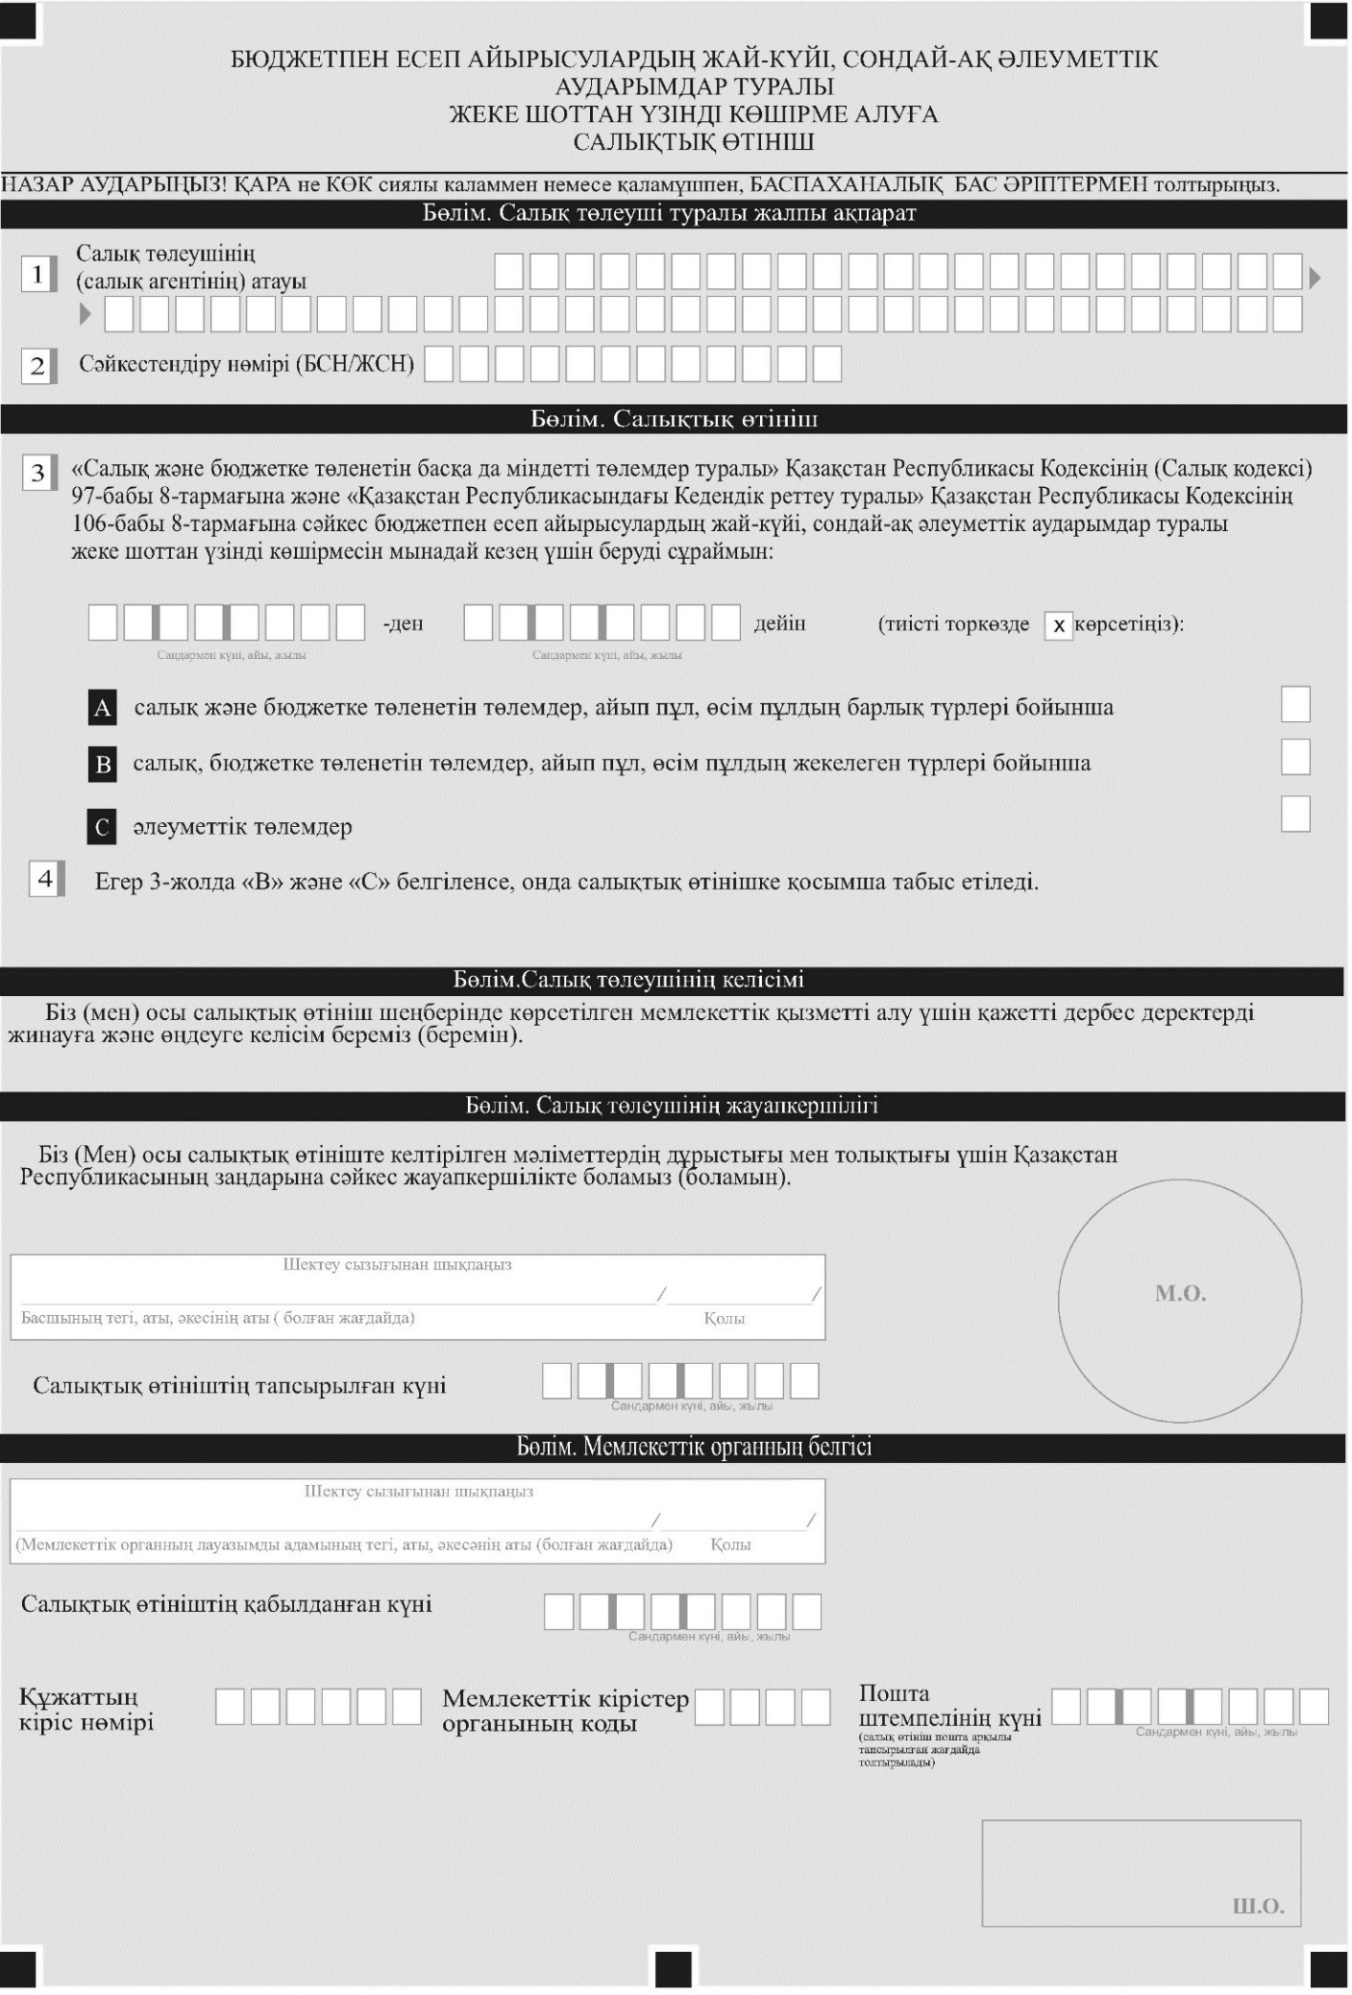 БЮДЖЕТПЕН ЕСЕП АЙЫРЫСУЛАРДЫҢ ЖАЙ-КҮЙІ, СОНДАЙ-АҚ ӘЛЕУМЕТТІК
АУДАРЫМДАР ТУРАЛЫ
ЖЕКЕ ШОТТАН ҮЗІНДІ КӨШІРМЕ АЛУҒА
САЛЫҚТЫҚ ӨТІНІШ
НАЗАР АУДАРЫҢЫЗ! ҚАРА не КӨК сиялы каламмен немесе қаламұшпен, БАСПАХАНАЛЫҚ БАС ӘРІПТЕРМЕН толтырыңыз.
Бөлім. Салық төлеуші туралы жалпы ақпарат
1
Салық төлеушінің
(салық агентінің) атауы
2
Сәйкестендіру нөмірі (БСН/ЖСН)
Бөлім. Салықтық өтініш
3
«Салық және бюджетке төленетін басқа да міндетті төлемдер туралы» Қазақстан Республикасы Кодексінің (Салық кодексі)
97-бабы 8-тармағына және «Қазақстан Республикасындағы Кедендік реттеу туралы» Қазақстан Республикасы Кодексінің
106-бабы 8-тармағына сәйкес бюджетпен есеп айырысулардың жай-күйі, сондай-ақ әлеуметтік аударымдар туралы
жеке шоттан үзінді көшірмесін мынадай кезең үшін беруді сұраймын:
-ден дейін (тиісті торкөзде x көрсетіңіз):
Сандармен күні, айы, жылы Сандармен күні, айы, жылы
A салық және бюджетке төленетін төлемдер, айып пұл, өсім пұлдың барлық түрлері бойынша
B салық, бюджетке төленетін төлемдер, айып пұл, өсім пұлдың жекелеген түрлері бойынша
C әлеуметтік төлемдер
4 Егер 3-жолда «В» және «С» белгіленсе, онда салықтық өтінішке қосымша табыс етіледі.
Бөлім.Салық төлеушінің келісімі
Біз (мен) осы салықтық өтініш шеңберінде көрсетілген мемлекеттік қызметті алу үшін қажетті дербес деректерді
жинауға және өңдеуге келісім береміз (беремін).
Бөлім. Салық төлеушінің жауапкершілігі
Біз (Мен) осы салықтық өтініште келтірілген мәліметтердің дұрыстығы мен толықтығы үшін Қазақстан
Республикасының заңдарына сәйкес жауапкершілікте боламыз (боламын).
Шектеу сызығынан шықпаңыз
/ /
Басшының тегі, аты, әкесінің аты ( болған жағдайда) Қолы
М.О.
Салықтық өтініштің тапсырылған күні
Сандармен күні, айы, жылы
Бөлім. Мемлекеттік органның белгісі
Шектеу сызығынан шықпаңыз
/ /
(Мемлекеттік органның лауазымды адамының тегі, аты, әкесәнің аты (болған жағдайда) Қолы
Салықтық өтініштің қабылданған күні
Сандармен күні, айы, жылы
Құжаттың
кіріс нөмірі
Мемлекеттік кірістер
органының коды
Пошта
штемпелінің күні
(салық өтініш пошта арқылы
тапсырылған жағдайда
толтырылады)
Сандармен күні, айы, жылы
Ш.О.